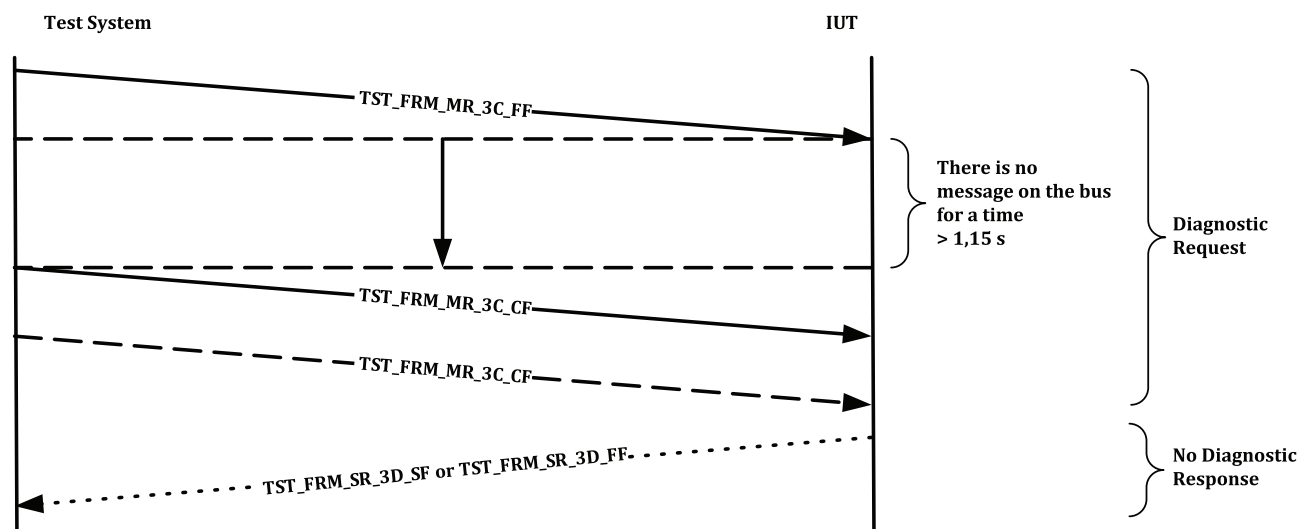 Test System
IUT
TST_FRM_MR_3C_FF
There is no
message on the bus
for a time
> 1,15 s
Diagnostic
Request
TST_FRM_MR_3C_CF
TST_FRM_MR_3C_CF
TST_FRM_SR_3D_SF or TST_FRM_SR_3D_FF
No Diagnostic
Response